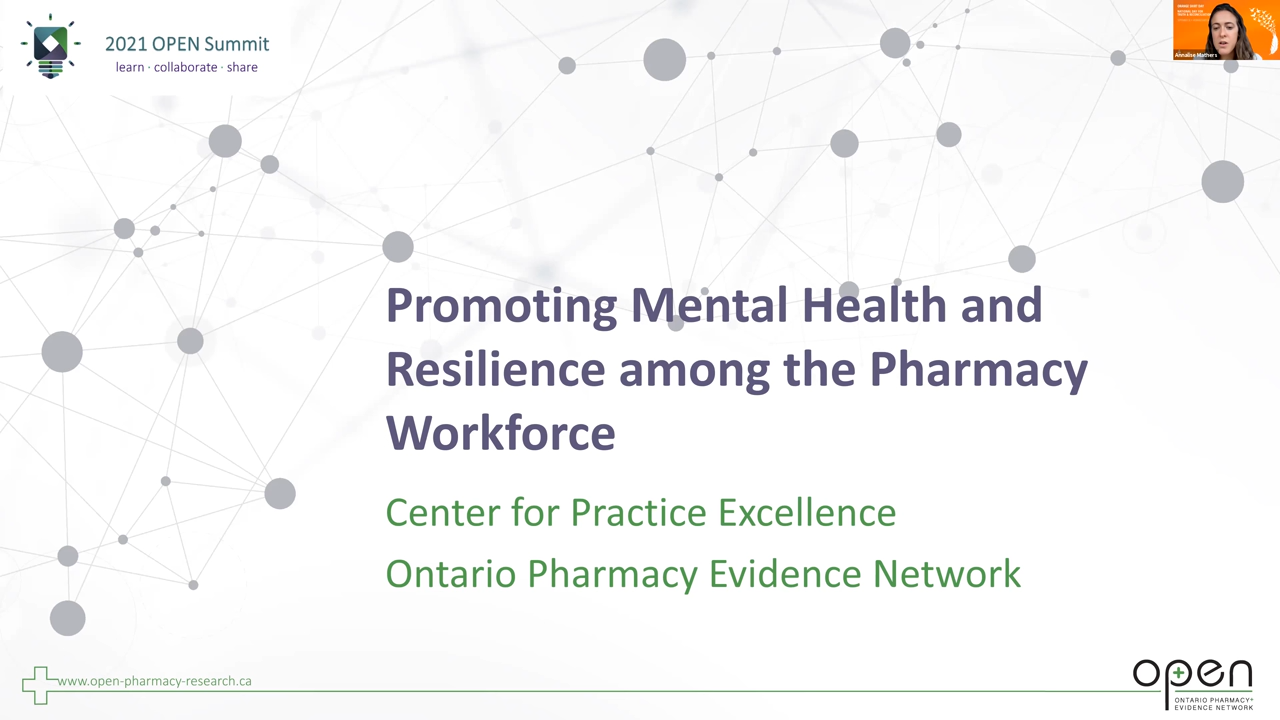 2021 OPEN Summit
learn · collaborate · share
Annalise Mathers
Promoting Mental Health and
Resilience among the Pharmacy
Workforce
Center for Practice Excellence
Ontario Pharmacy Evidence Network
www.open-pharmacy-research.ca
open
ONTARIO PHARMACY+
EVIDENCE NETWORK